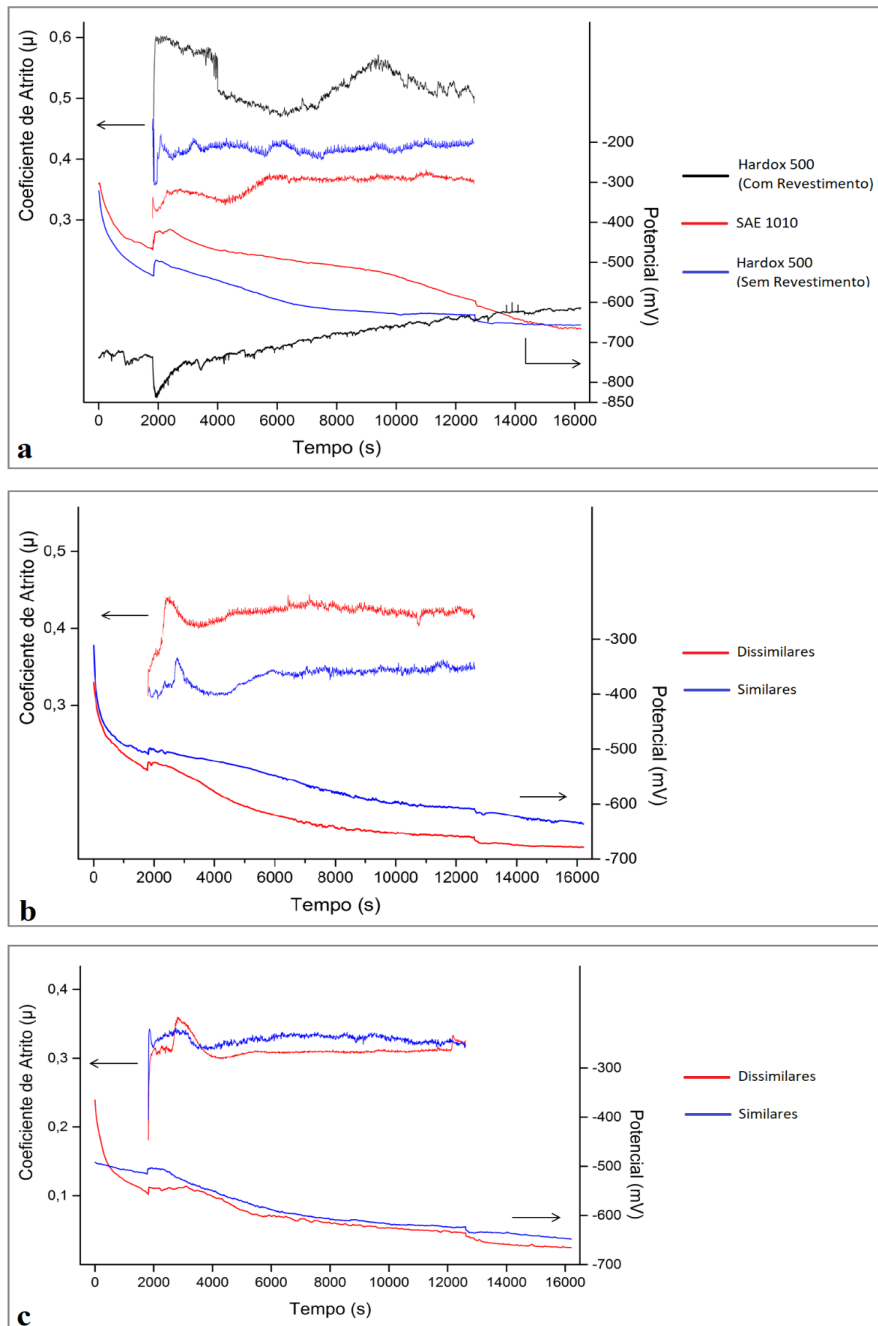 Coeficiente de Atrito (µ)
0,6
0,5
0,4
0,3
-200
-300
-400
-500
-600
-700
-800
-850
Potencial (mV)
0 2000 4000 6000 8000 10000 12000 14000 16000
Tempo (s)
Hardox 500
(Com Revestimento)
SAE 1010
Hardox 500
(Sem Revestimento)
a
Coeficiente de Atrito (µ)
0,5
0,4
0,3
-300
-400
-500
-600
-700
Potencial (mV)
0 2000 4000 6000 8000 10000 12000 14000 16000
Tempo (s)
Dissimilares
Similares
b
Coeficiente de Atrito (µ)
0,4
0,3
0,2
0,1
-300
-400
-500
-600
-700
Potencial (mV)
0 2000 4000 6000 8000 10000 12000 14000 16000
Tempo (s)
Dissimilares
Similares
c